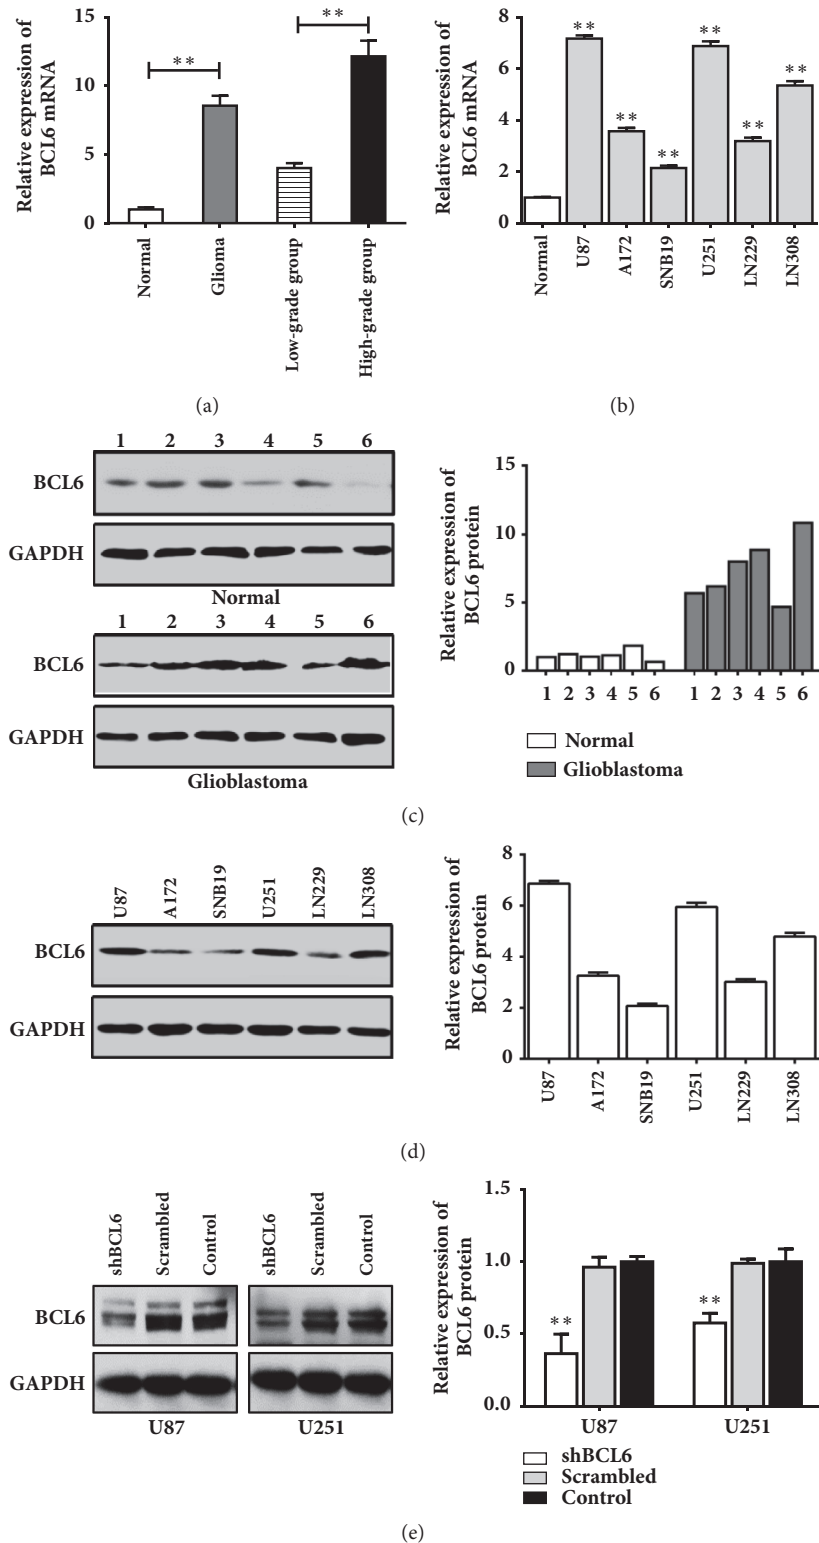 Relative expression of
BCL6 mRNA
15
10
5
0
**
**
Normal
Glioma
Low-grade group
High-grade group
(a)
Relative expression of
BCL6 mRNA
8
6
4
2
0
**
**
**
**
**
**
Normal
U87
A172
SNB19
U251
LN229
LN308
(b)
1 2 3 4 5 6
BCL6
GAPDH
Normal
1 2 3 4 5 6
BCL6
GAPDH
Glioblastoma
Relative expression of
BCL6 protein
15
10
5
0
1 2 3 4 5 6 1 2 3 4 5 6
Normal
Glioblastoma
(c)
U87
A172
SNB19
U251
LN229
LN308
BCL6
GAPDH
Relative expression of
BCL6 protein
8
6
4
2
0
U87
A172
SNB19
U251
LN229
LN308
(d)
shBCL6
Scrambled
Control
shBCL6
Scrambled
Control
BCL6
GAPDH
U87 U251
Relative expression of
BCL6 protein
1.5
1.0
0.5
0.0
**
**
U87 U251
shBCL6
Scrambled
Control
(e)